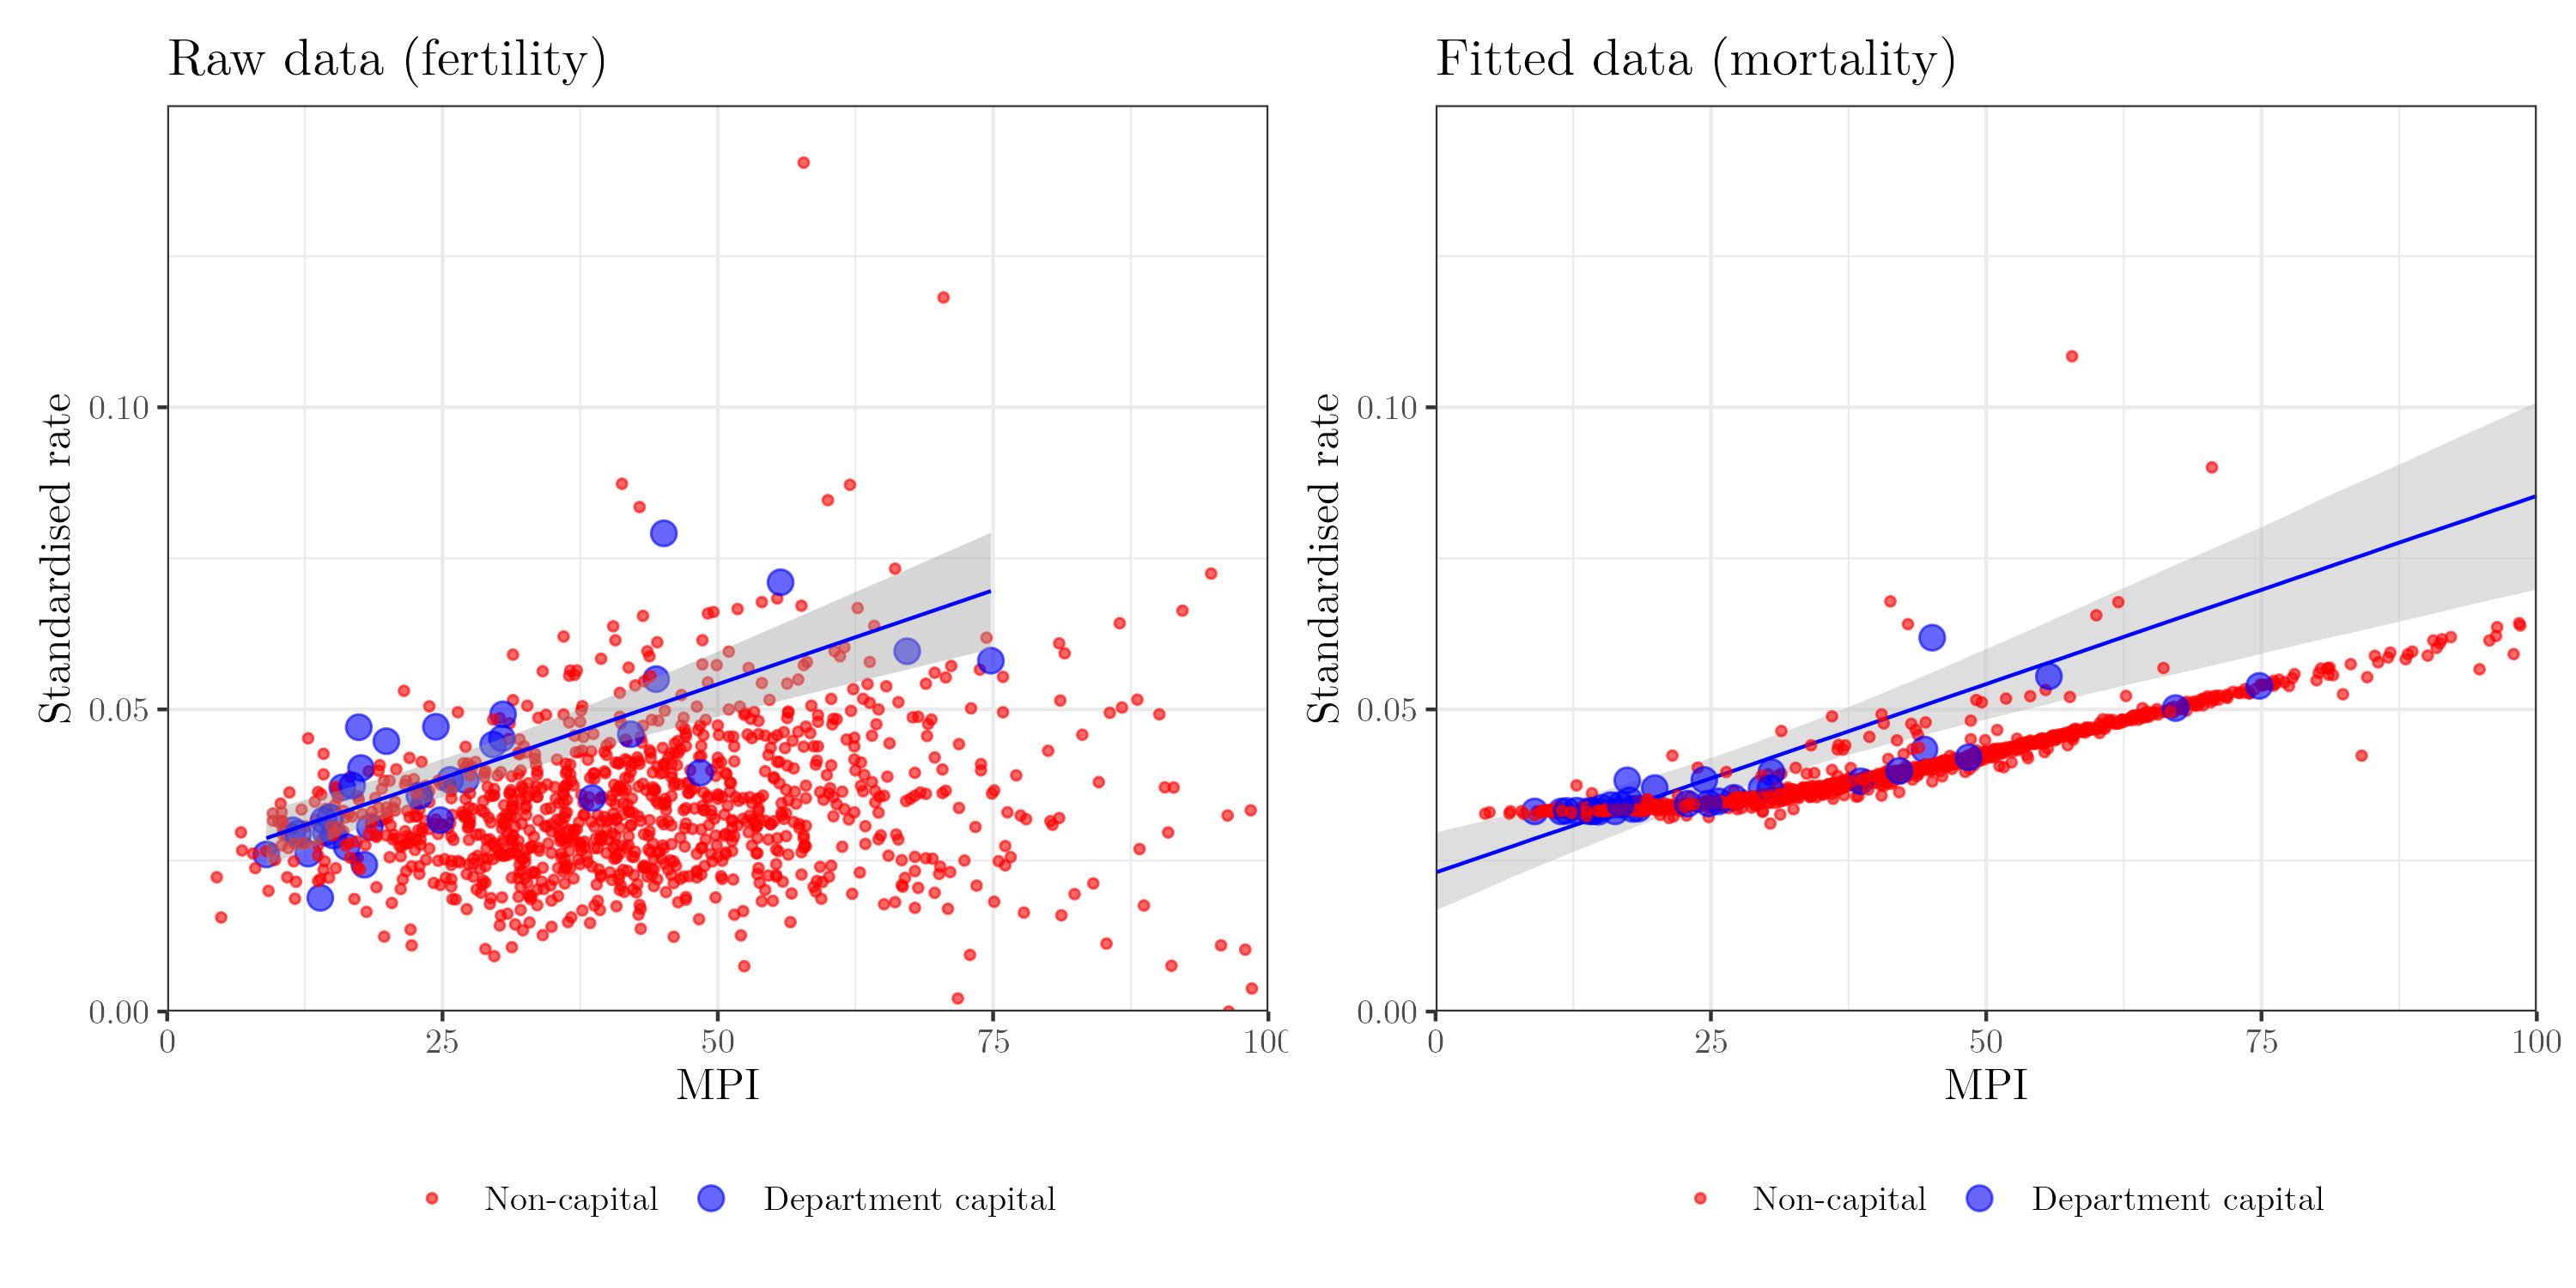 Raw data (fertility)
Standardised rate
0.10
0.05
0.00
0
25
50
75
100
MPI
Non-capital
Department capital
Fitted data (mortality)
Standardised rate
0.10
0.05
0.00
0
25
50
75
100
MPI
Non-capital
Department capital